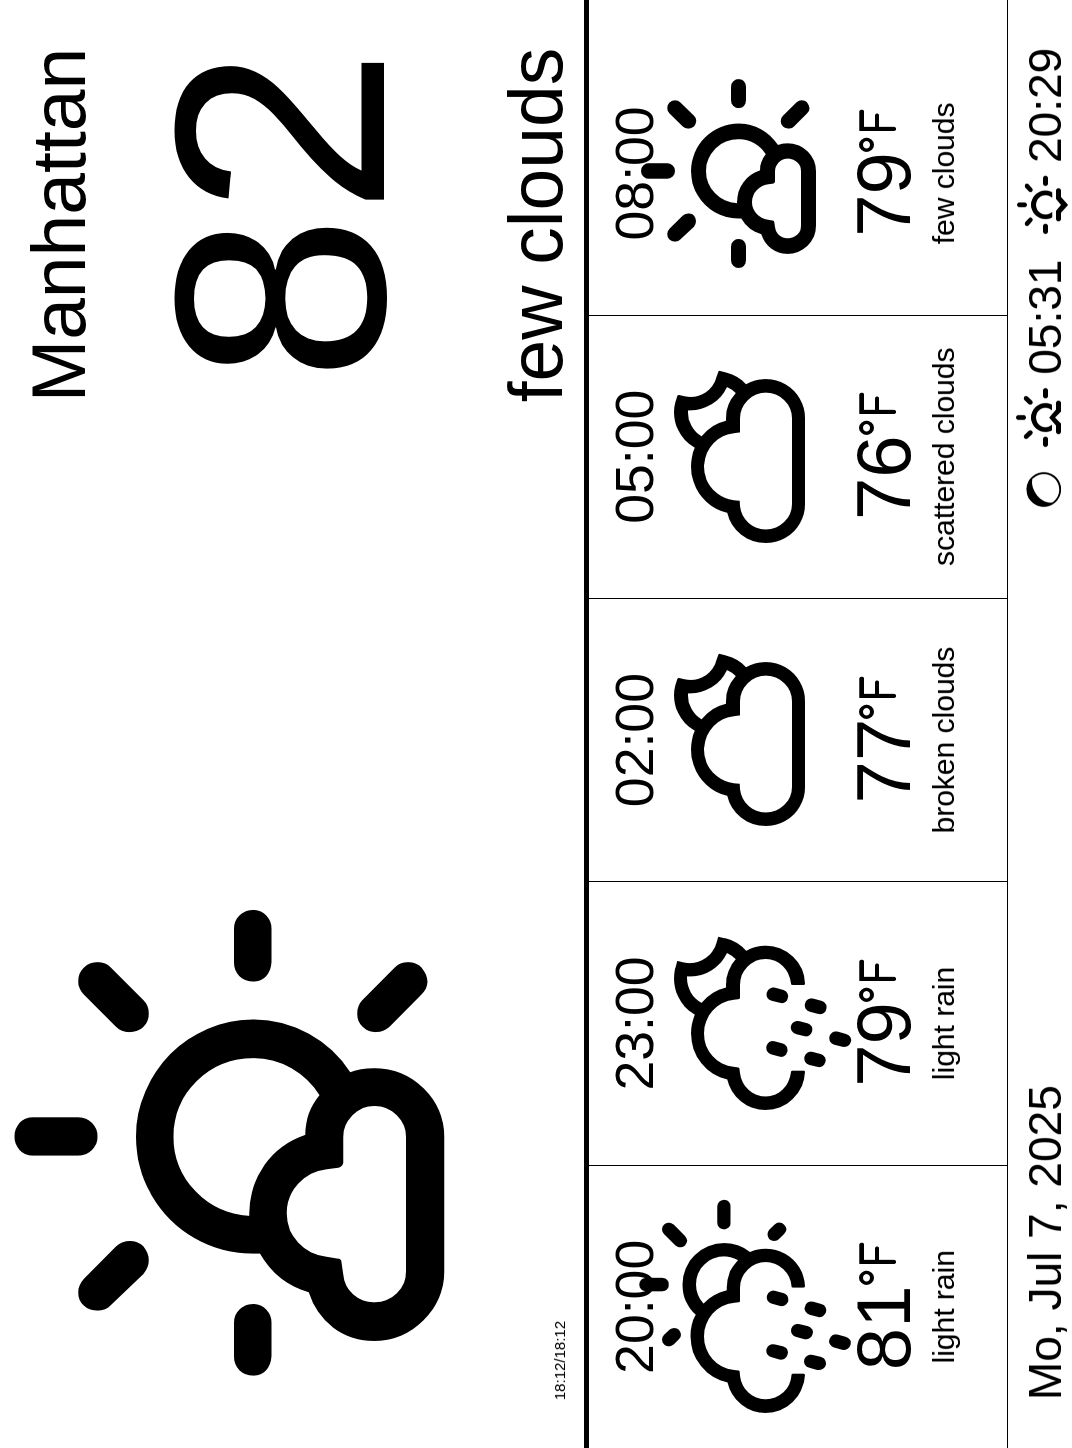 Manhattan
82
few clouds
18:12/18:12
20:00
81°F
light rain
23:00
79°F
light rain
02:00
77°F
broken clouds
05:00
76°F
scattered clouds
08:00
79°F
few clouds
Mo, Jul 7, 2025
05:31 20:29